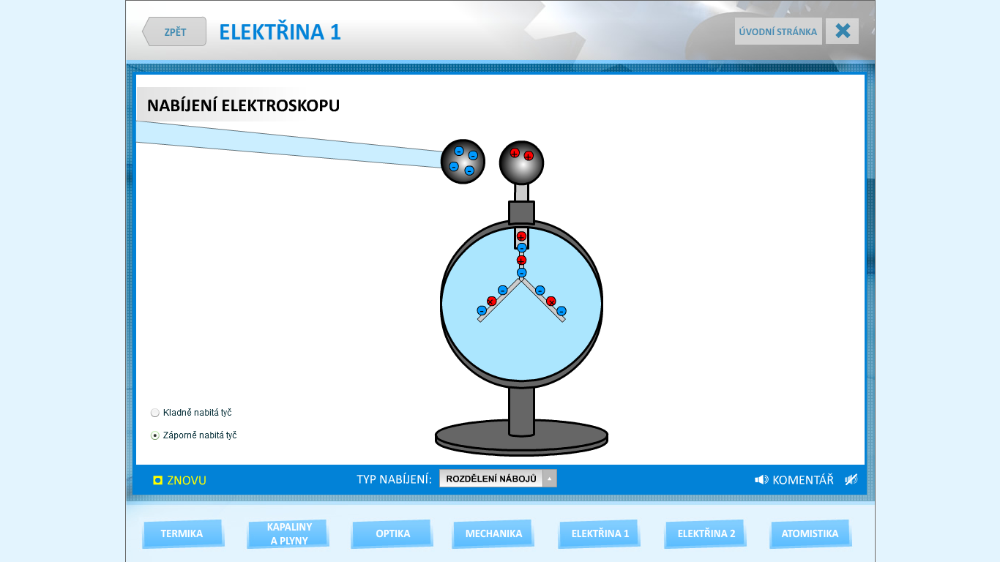 ZPĚT
ELEKTŘINA 1
ÚVODNÍ STRÁNKA
NABÍJENÍ ELEKTROSKOPU
Kladně nabitá tyč
Záporně nabitá tyč
ZNOVU
TYP NABÍJENÍ:
ROZDĚLENÍ NÁBOJŮ
KOMENTÁŘ
TERMIKA
KAPALINY
A PLYNY
OPTIKA
MECHANIKA
ELEKTŘINA 1
ELEKTŘINA 2
ATOMISTIKA